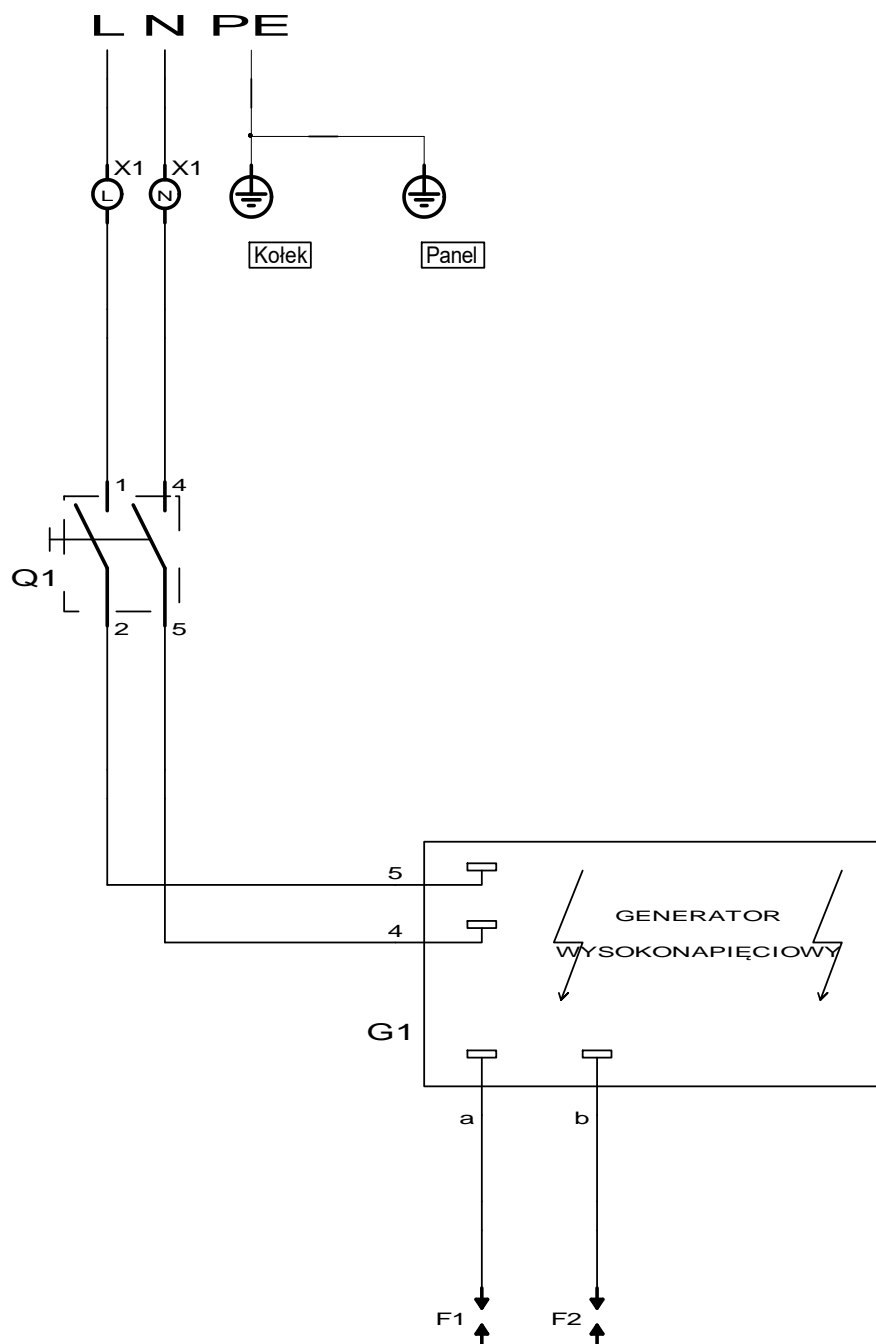 L N PE
X1 X1
L N
Kołek Panel
1 4
Q1
2 5
5
GENERATOR
4
WYSOKONAPIĘCIOWY
G1
a b
F1 F2